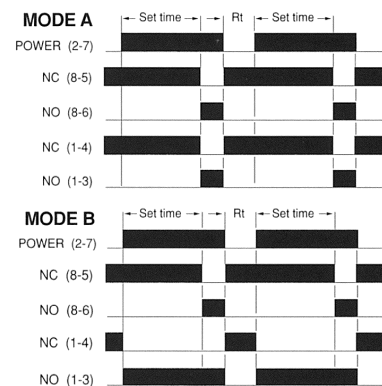 MODE A
Set time Rt Set time
POWER (2-7)
NC (8-5)
NO (8-6)
NC (1-4)
NO (1-3)
MODE B
Set time Rt Set time
POWER (2-7)
NC (8-5)
NO (8-6)
NC (1-4)
NO (1-3)